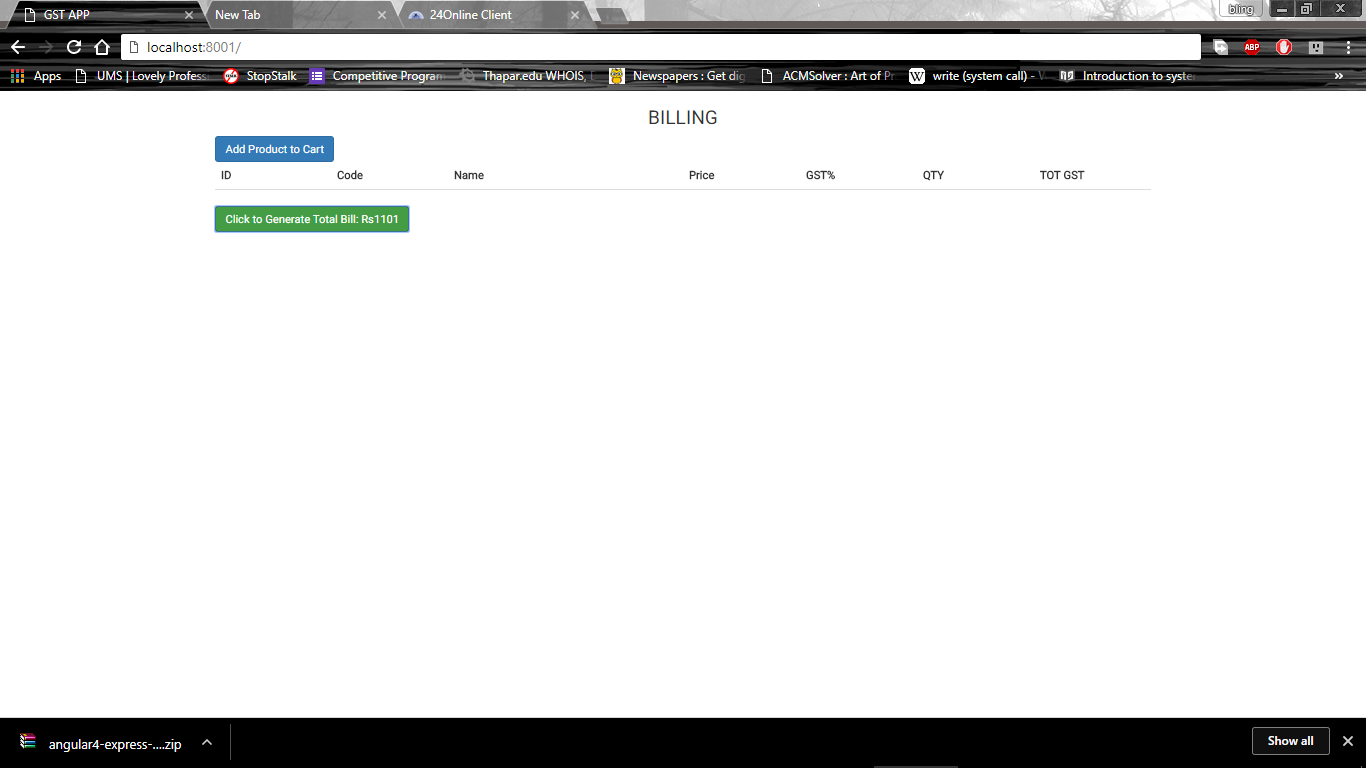 GST APP
New Tab
24Online Client
bling
localhost:8001/
ABP
Apps
UMS | Lovely Profess
StopStalk
Competitive Program
Thapar.edu WHOIS,
Newspapers : Get dig
ACMSolver : Art of Pr
W
write (system call) -
Introduction to syste
»
BILLING
Add Product to Cart
ID Code Name Price GST% QTY TOT GST
Click to Generate Total Bill: Rs1101
angular4-express-....zip
Show all